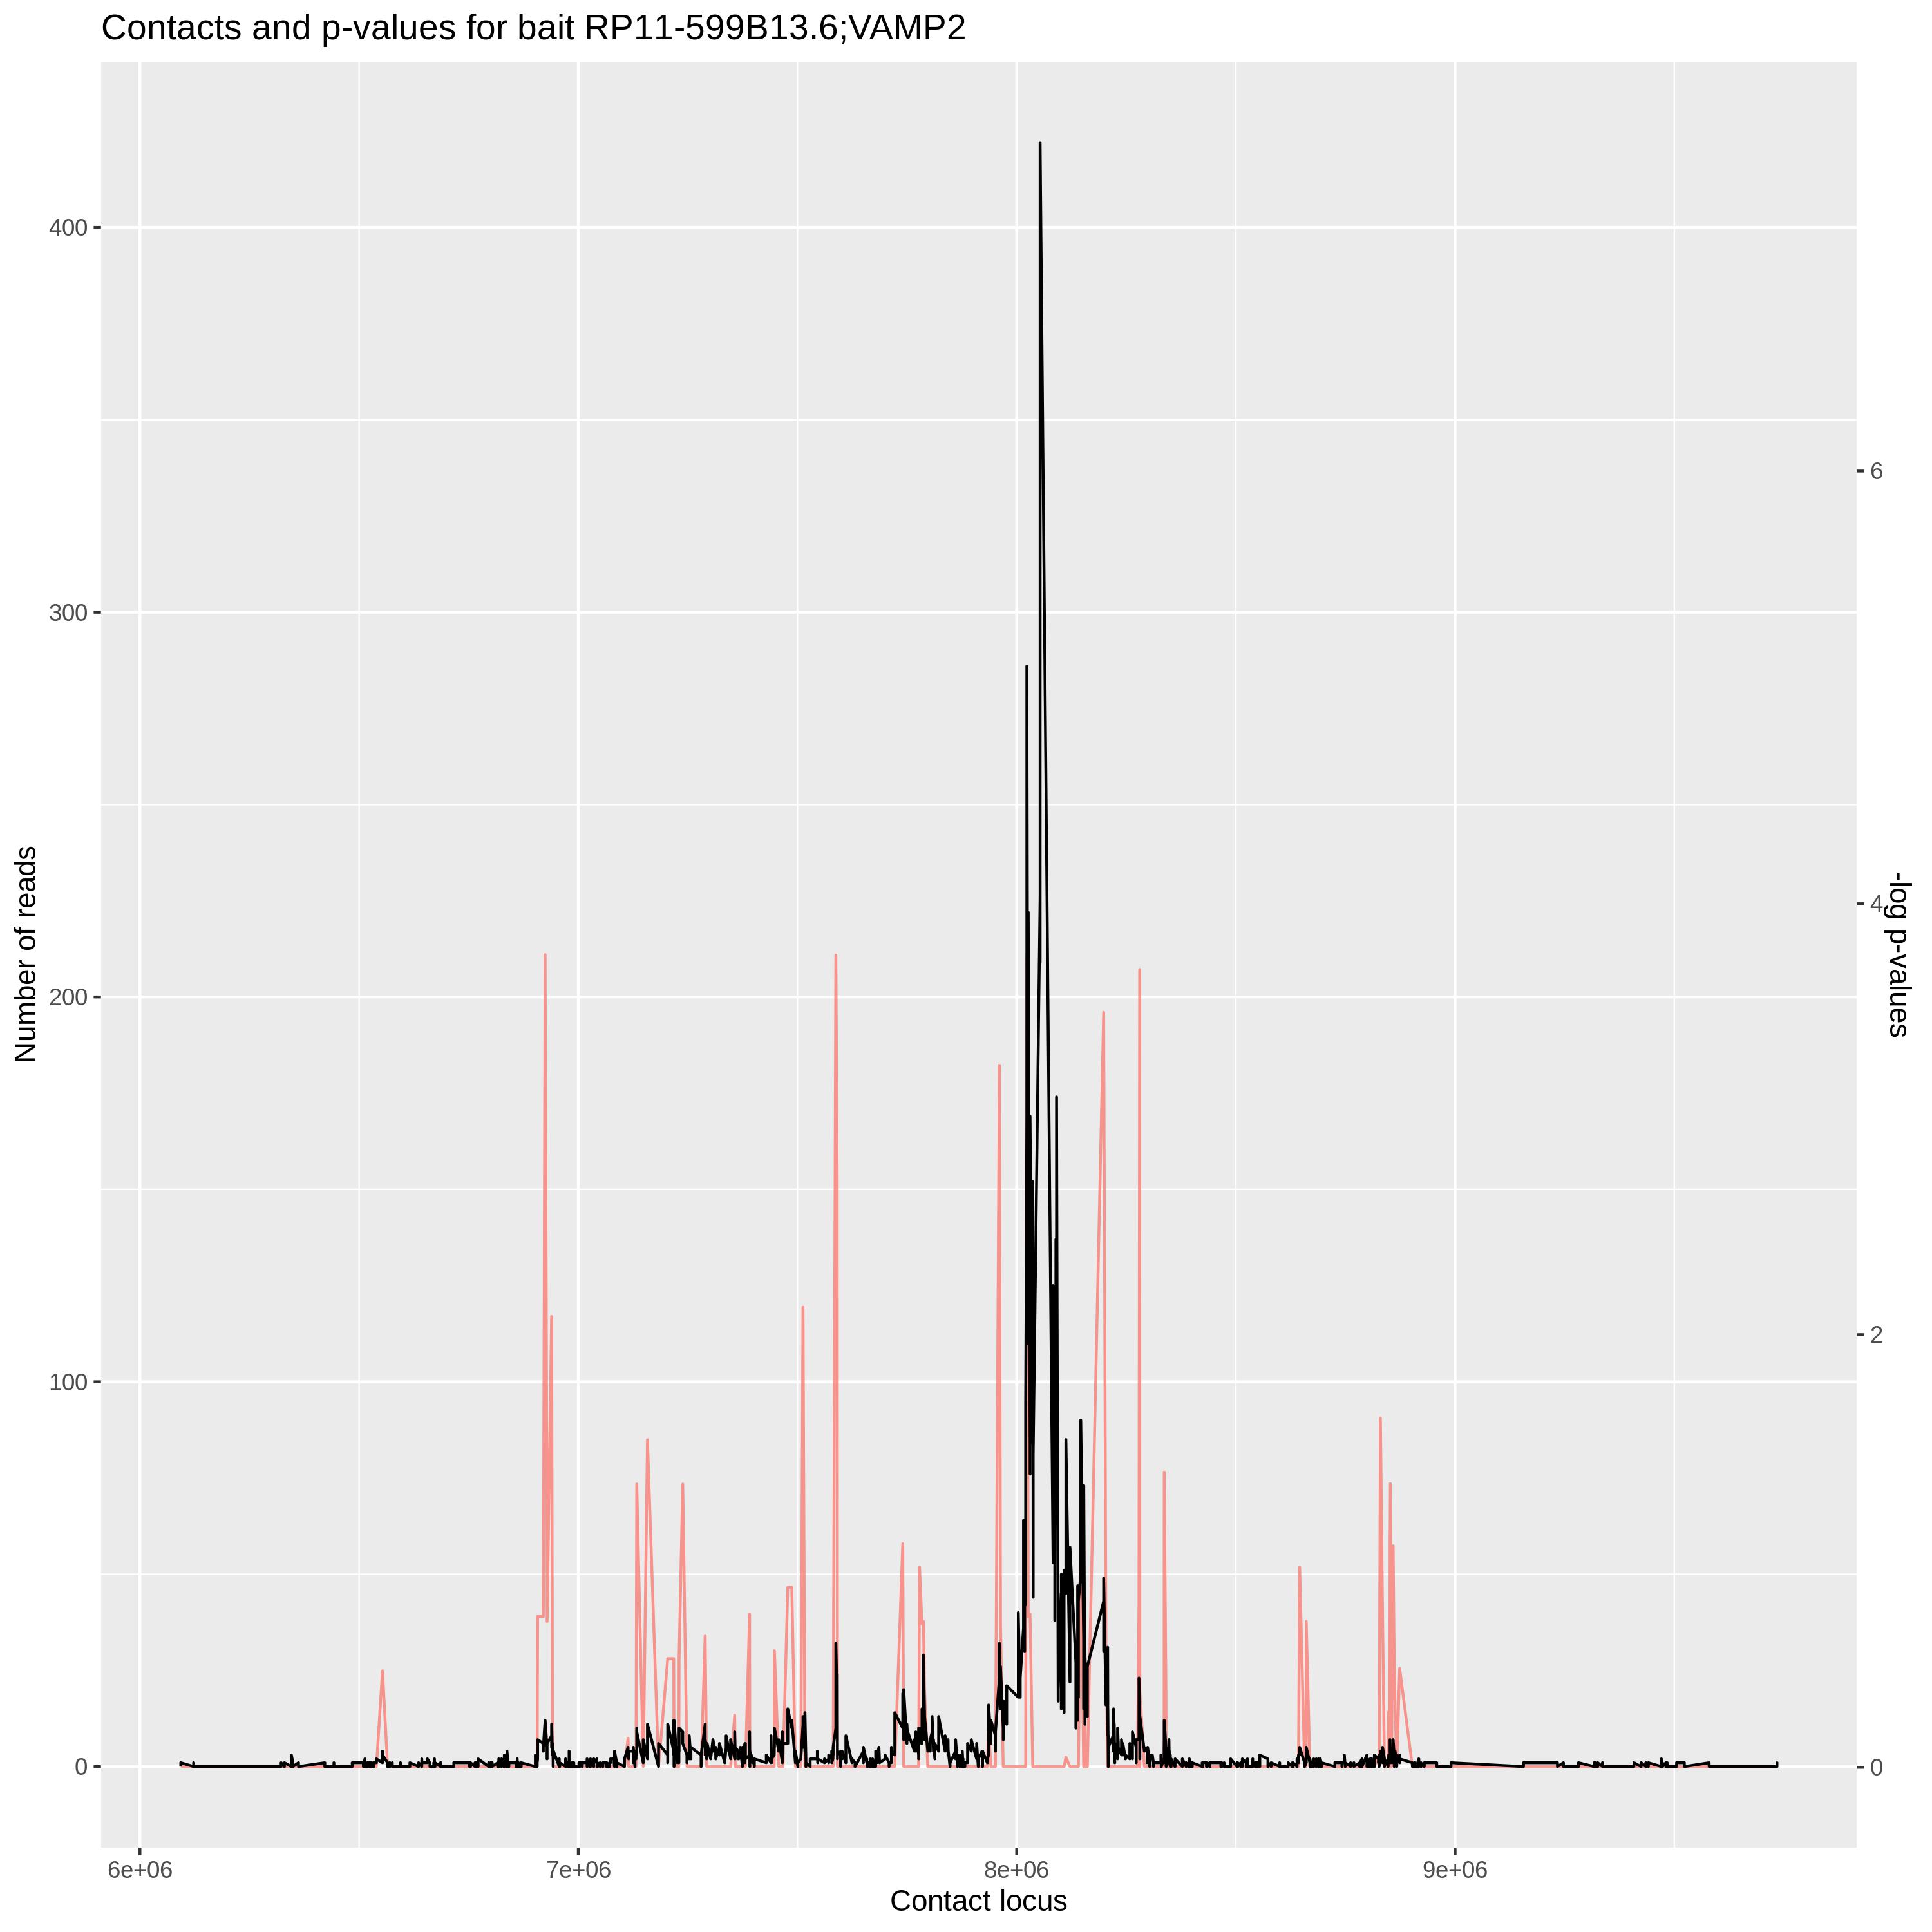 Contacts and p-values for bait RP11-599B13.6;VAMP2
400
300
200
100
0
Number of reads
6
4
2
0
-log p-values
6e+06
7e+06
8e+06
9e+06
Contact locus